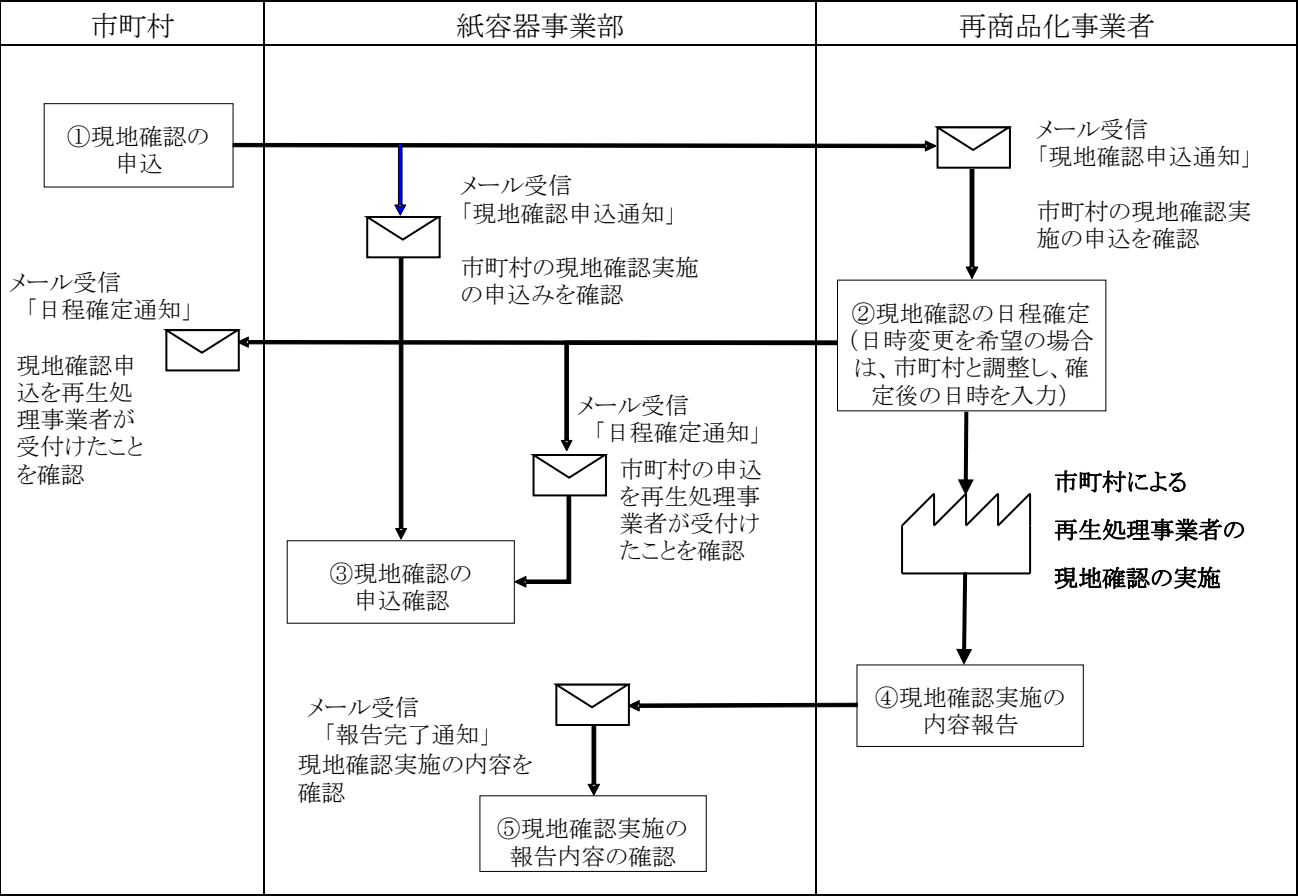 市町村
紙容器事業部
再商品化事業者
①現地確認の
申込
メール受信
「現地確認申込通知」
市町村の現地確認実
施の申込を確認
メール受信
「現地確認申込通知」
市町村の現地確認実施
の申込みを確認
メール受信
「日程確定通知」
現地確認申
込を再生処
理事業者が
受付けたこと
を確認
②現地確認の日程確定
（日時変更を希望の場合
は、市町村と調整し、確
定後の日時を入力）
メール受信
「日程確定通知」
市町村の申込
を再生処理事
業者が受付け
たことを確認
市町村による
再生処理事業者の
現地確認の実施
③現地確認の
申込確認
④現地確認実施の
内容報告
メール受信
「報告完了通知」
現地確認実施の内容を
確認
⑤現地確認実施の
報告内容の確認